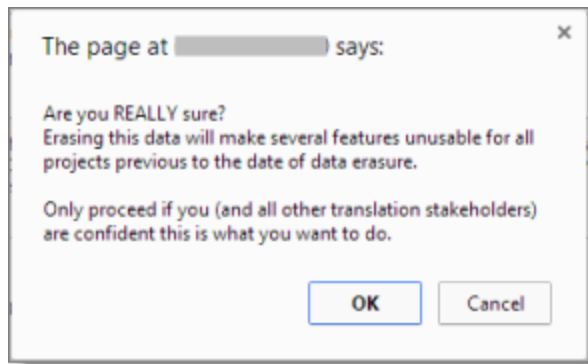 The page at says:
Are you REALLY sure?
Erasing this data will make several features unusable for all
projects previous to the date of data erasure.
Only proceed if you (and all other translation stakeholders)
are confident this is what you want to do.
OK Cancel